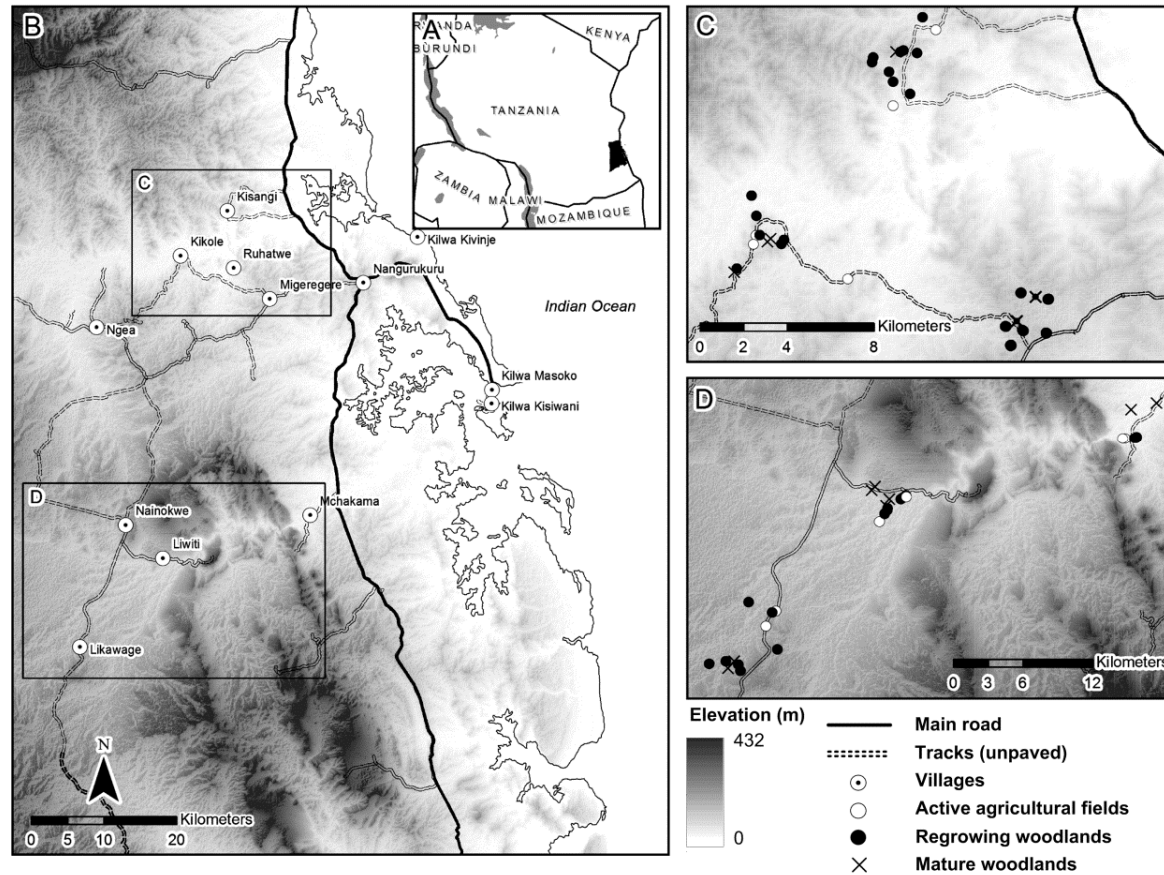 B
A
RWANDA
BURUNDI
KENYA
TANZANIA
ZAMBIA
MALAWI
MOZAMBIQUE
C
Kisangi
Kikole
Ruhatwe
Migeregere
Kilwa Kivinje
Nangurukuru
Indian Ocean
Ngea
Kilwa Masoko
Kilwa Kisiwani
D
Mchakama
Nainokwe
Liwiti
Likawage
N
Kilometers
0 5 10 20
C
Kilometers
0 2 4 8
D
Kilometers
0 3 6 12
Elevation (m)
432
0
Main road
Tracks (unpaved)
Villages
Active agricultural fields
Regrowing woodlands
Mature woodlands